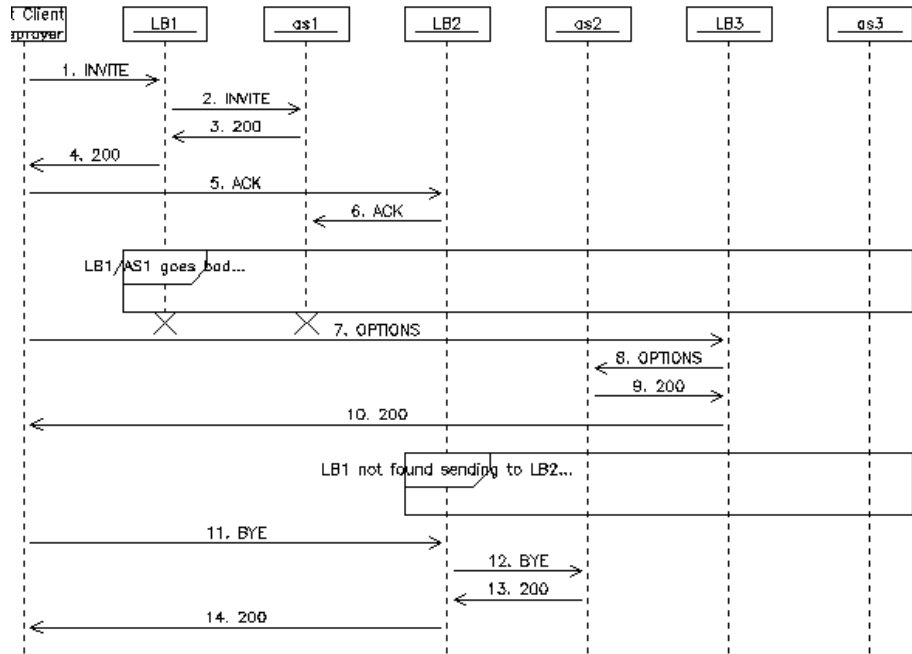 t Client
LB1
as1
LB2
as2
LB3
as3
1. INVITE
2. INVITE
3. 200
4. 200
5. ACK
6. ACK
LB1/AS1 goes bad...
7. OPTIONS
8. OPTIONS
9. 200
10. 200
LB1 not found sending to LB2...
11. BYE
12. BYE
13. 200
14. 200